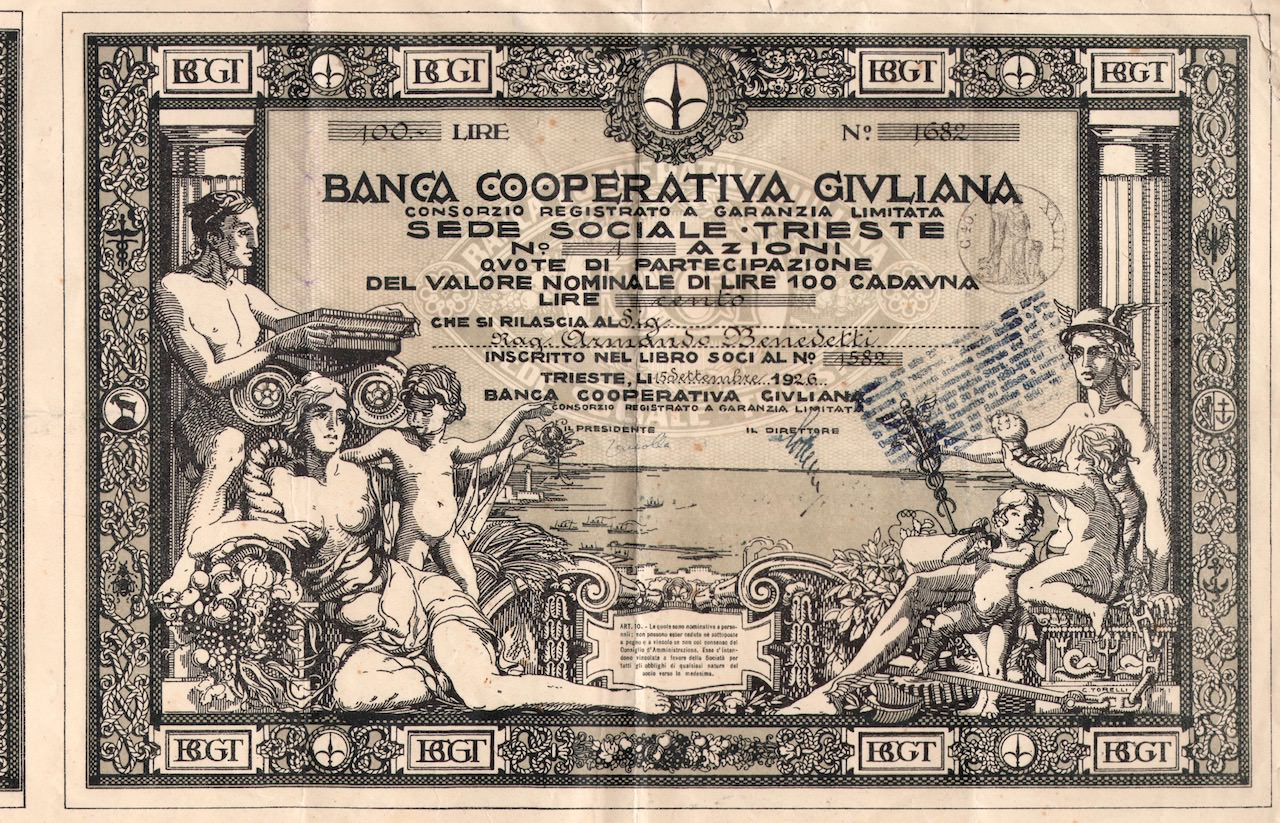 BCGT BCGT BCGT BCGT
100.- LIRE Nº 1682
BANCA COOPERATIVA GIVLIANA
CONSORZIO REGISTRATO A GARANZIA LIMITATA
SEDE SOCIALE · TRIESTE
Nº 1 AZIONI
QVOTE DI PARTECIPAZIONE
DEL VALORE NOMINALE DI LIRE 100 CADAVNA
LIRE cento
CHE SI RILASCIA AL Sig.
Rag. Armando Benedetti
INSCRITTO NEL LIBRO SOCI AL Nº 1582
TRIESTE, LI 15 Settembre 1926
BANCA COOPERATIVA GIVLIANA
CONSORZIO REGISTRATO A GARANZIA LIMITATA
IL PRESIDENTE IL DIRETTORE
ART. 10. - Le quote sono nominative e perso-
nali; non possono esser cedute né sottoposte
a pegno e a vincolo se non col consenso del
Consiglio d'Amministrazione. Esse s'inten-
dono vincolate a favore della Società per
tutti gli obblighi di qualsiasi natura del
socio verso la medesima.
C. TORELLI
BCGT BCGT BCGT BCGT